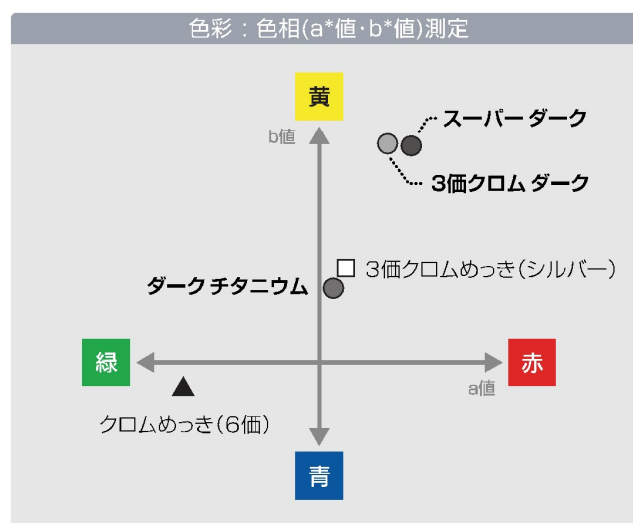 色彩：色相(a*値・b*値)測定
黄
b値
スーパー ダーク
3価クロム ダーク
3価クロムめっき(シルバー)
ダーク チタニウム
緑
赤
a値
クロムめっき(6価)
青